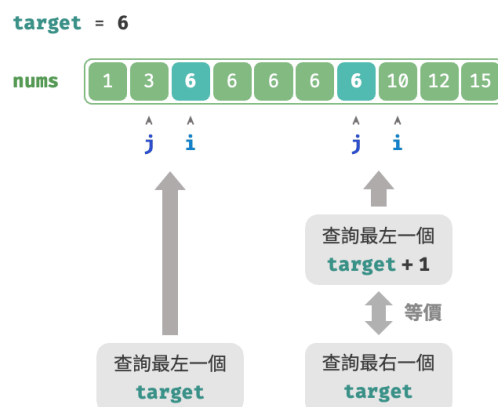 target = 6
nums 1 3 6 6 6 6 6 10 12 15
j i j i
查詢最左一個
target + 1
等價
查詢最左一個
target
查詢最右一個
target